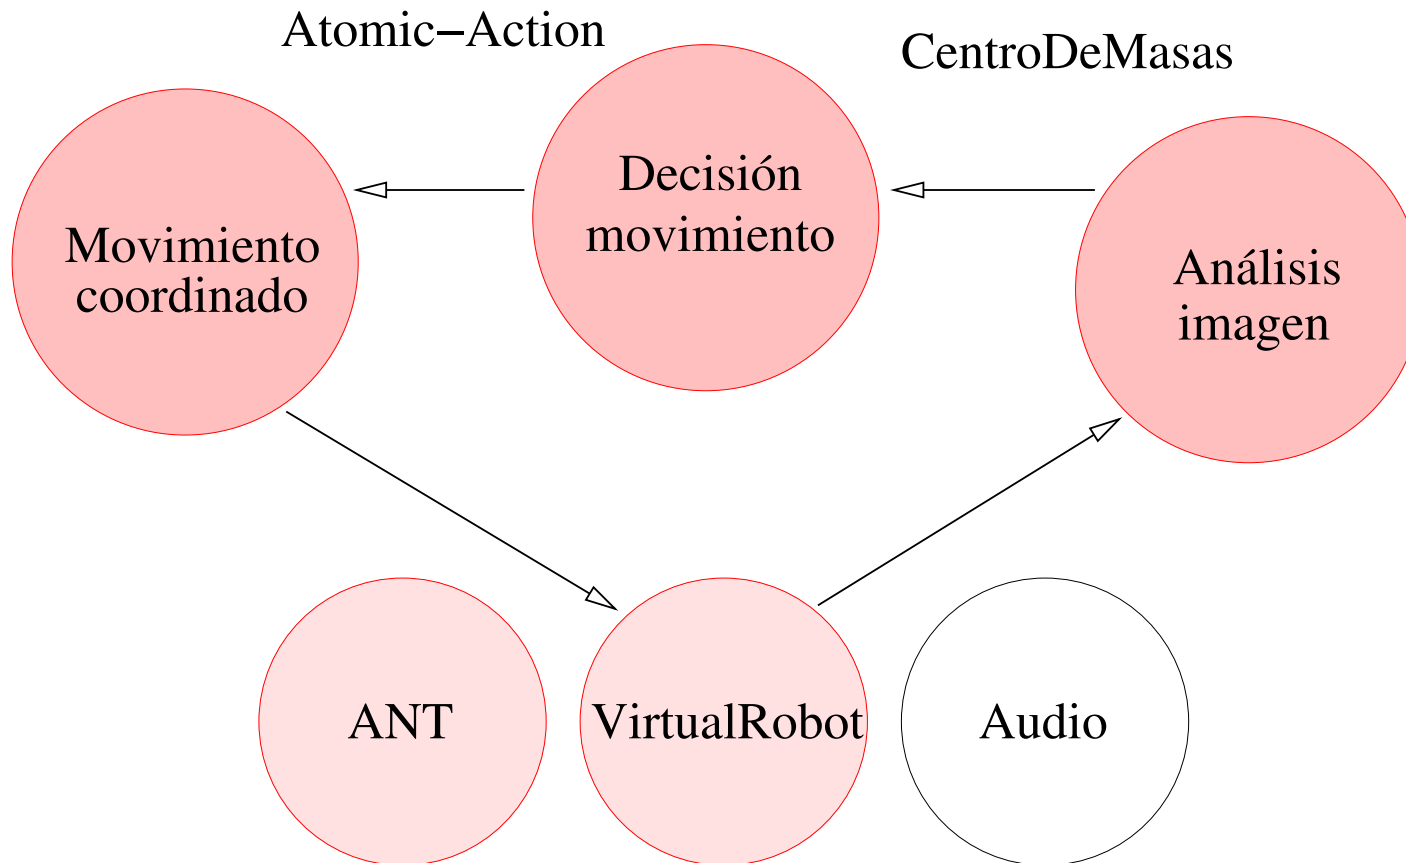 Atomic−Action
CentroDeMasas
Decisión
movimiento
Movimiento
coordinado
Análisis
imagen
ANT
VirtualRobot
Audio